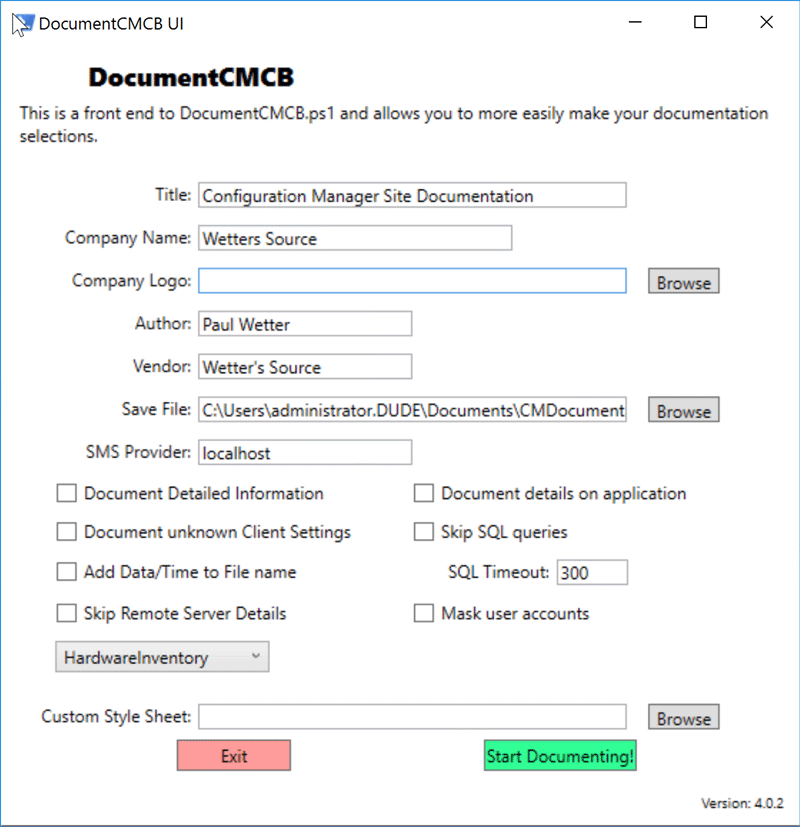 DocumentCMCB UI
DocumentCMCB
This is a front end to DocumentCMCB.ps1 and allows you to more easily make your documentation
selections.
Title: Configuration Manager Site Documentation
Company Name: Wetters Source
Company Logo: Browse
Author: Paul Wetter
Vendor: Wetter's Source
Save File: C:\Users\administrator.DUDE\Documents\CMDocument Browse
SMS Provider: localhost
Document Detailed Information Document details on application
Document unknown Client Settings Skip SQL queries
Add Data/Time to File name SQL Timeout: 300
Skip Remote Server Details Mask user accounts
HardwareInventory
Custom Style Sheet: Browse
Exit Start Documenting!
Version: 4.0.2